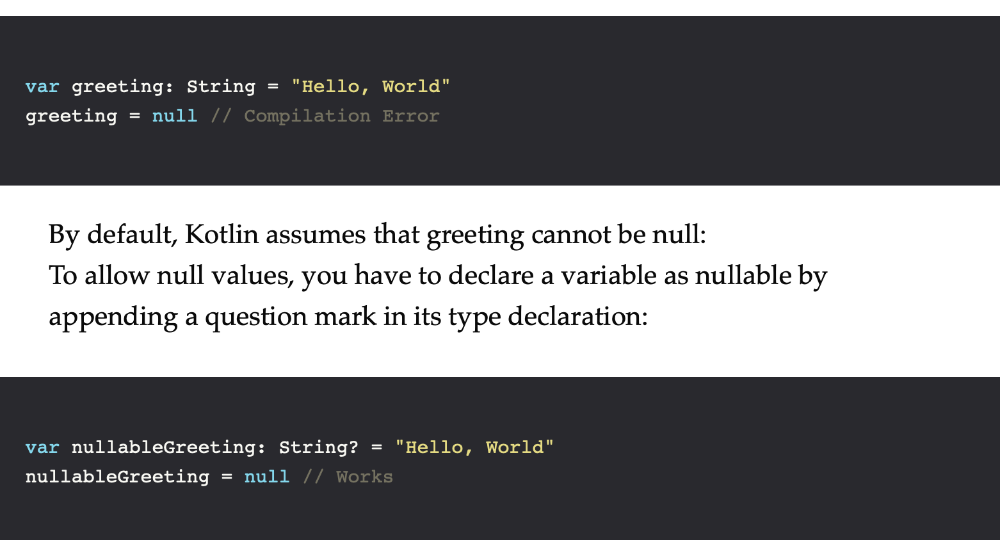 var greeting: String = "Hello, World"
greeting = null // Compilation Error
By default, Kotlin assumes that greeting cannot be null:
To allow null values, you have to declare a variable as nullable by
appending a question mark in its type declaration:
var nullableGreeting: String? = "Hello, World"
nullableGreeting = null // Works